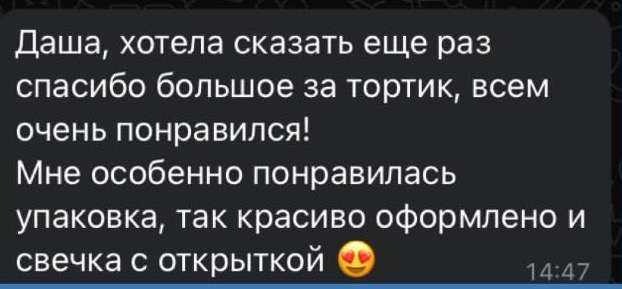 Даша, хотела сказать еще раз
спасибо большое за тортик, всем
очень понравился!
Мне особенно понравилась
упаковка, так красиво оформлено и
свечка с открыткой 😍
14:47